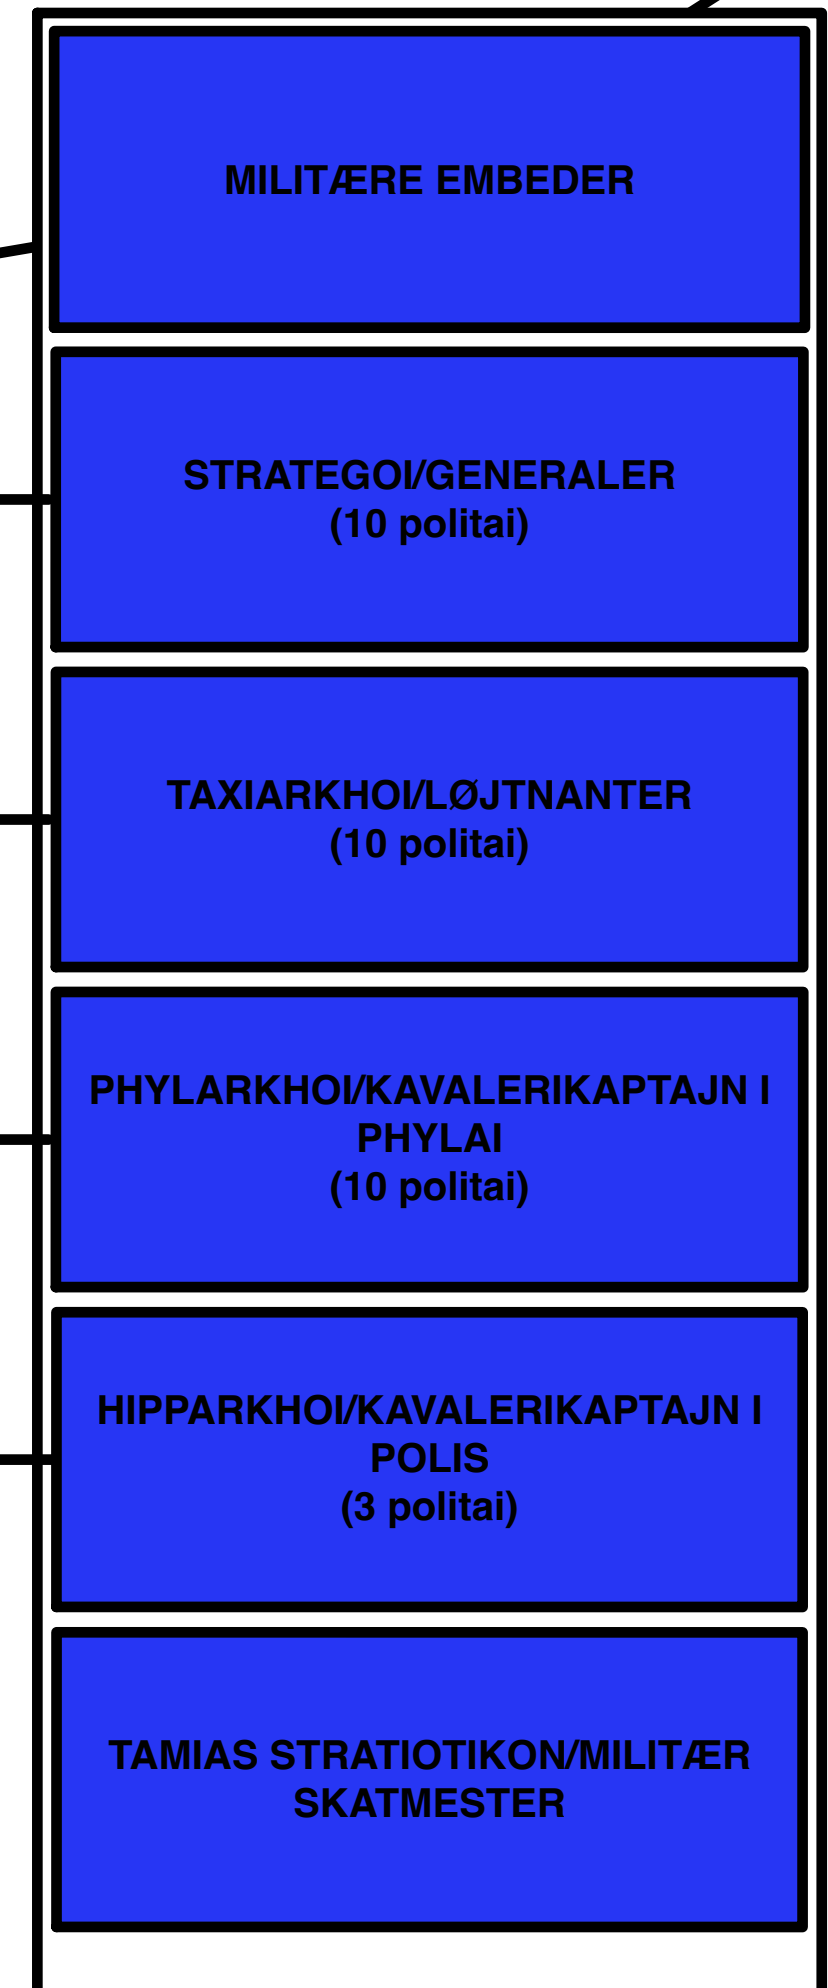 MILITÆRE EMBEDER
STRATEGOI/GENERALER
(10 politai)
TAXIARKHOI/LØJTNANTER
(10 politai)
PHYLARKHOI/KAVALERIKAPTAJN I
PHYLAI
(10 politai)
HIPPARKHOI/KAVALERIKAPTAJN I
POLIS
(3 politai)
TAMIAS STRATIOTIKON/MILITÆR
SKATMESTER